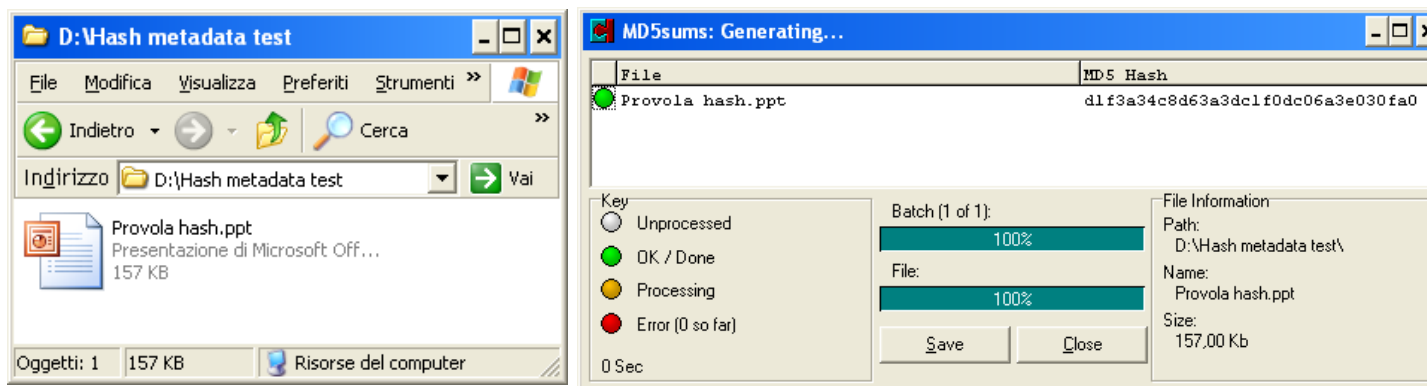 D:\Hash metadata test
File Modifica Visualizza Preferiti Strumenti »
Indietro Cerca »
Indirizzo D:\Hash metadata test Vai
Provola hash.ppt
Presentazione di Microsoft Off...
157 KB
Oggetti: 1 157 KB Risorse del computer
MD5sums: Generating...
File MD5 Hash
Provola hash.ppt d1f3a34c8d63a3dc1f0dc06a3e030fa0
Key
Unprocessed
OK / Done
Processing
Error (0 so far)
0 Sec
Batch (1 of 1):
100%
File:
100%
Save Close
File Information
Path:
D:\Hash metadata test\
Name:
Provola hash.ppt
Size:
157,00 Kb